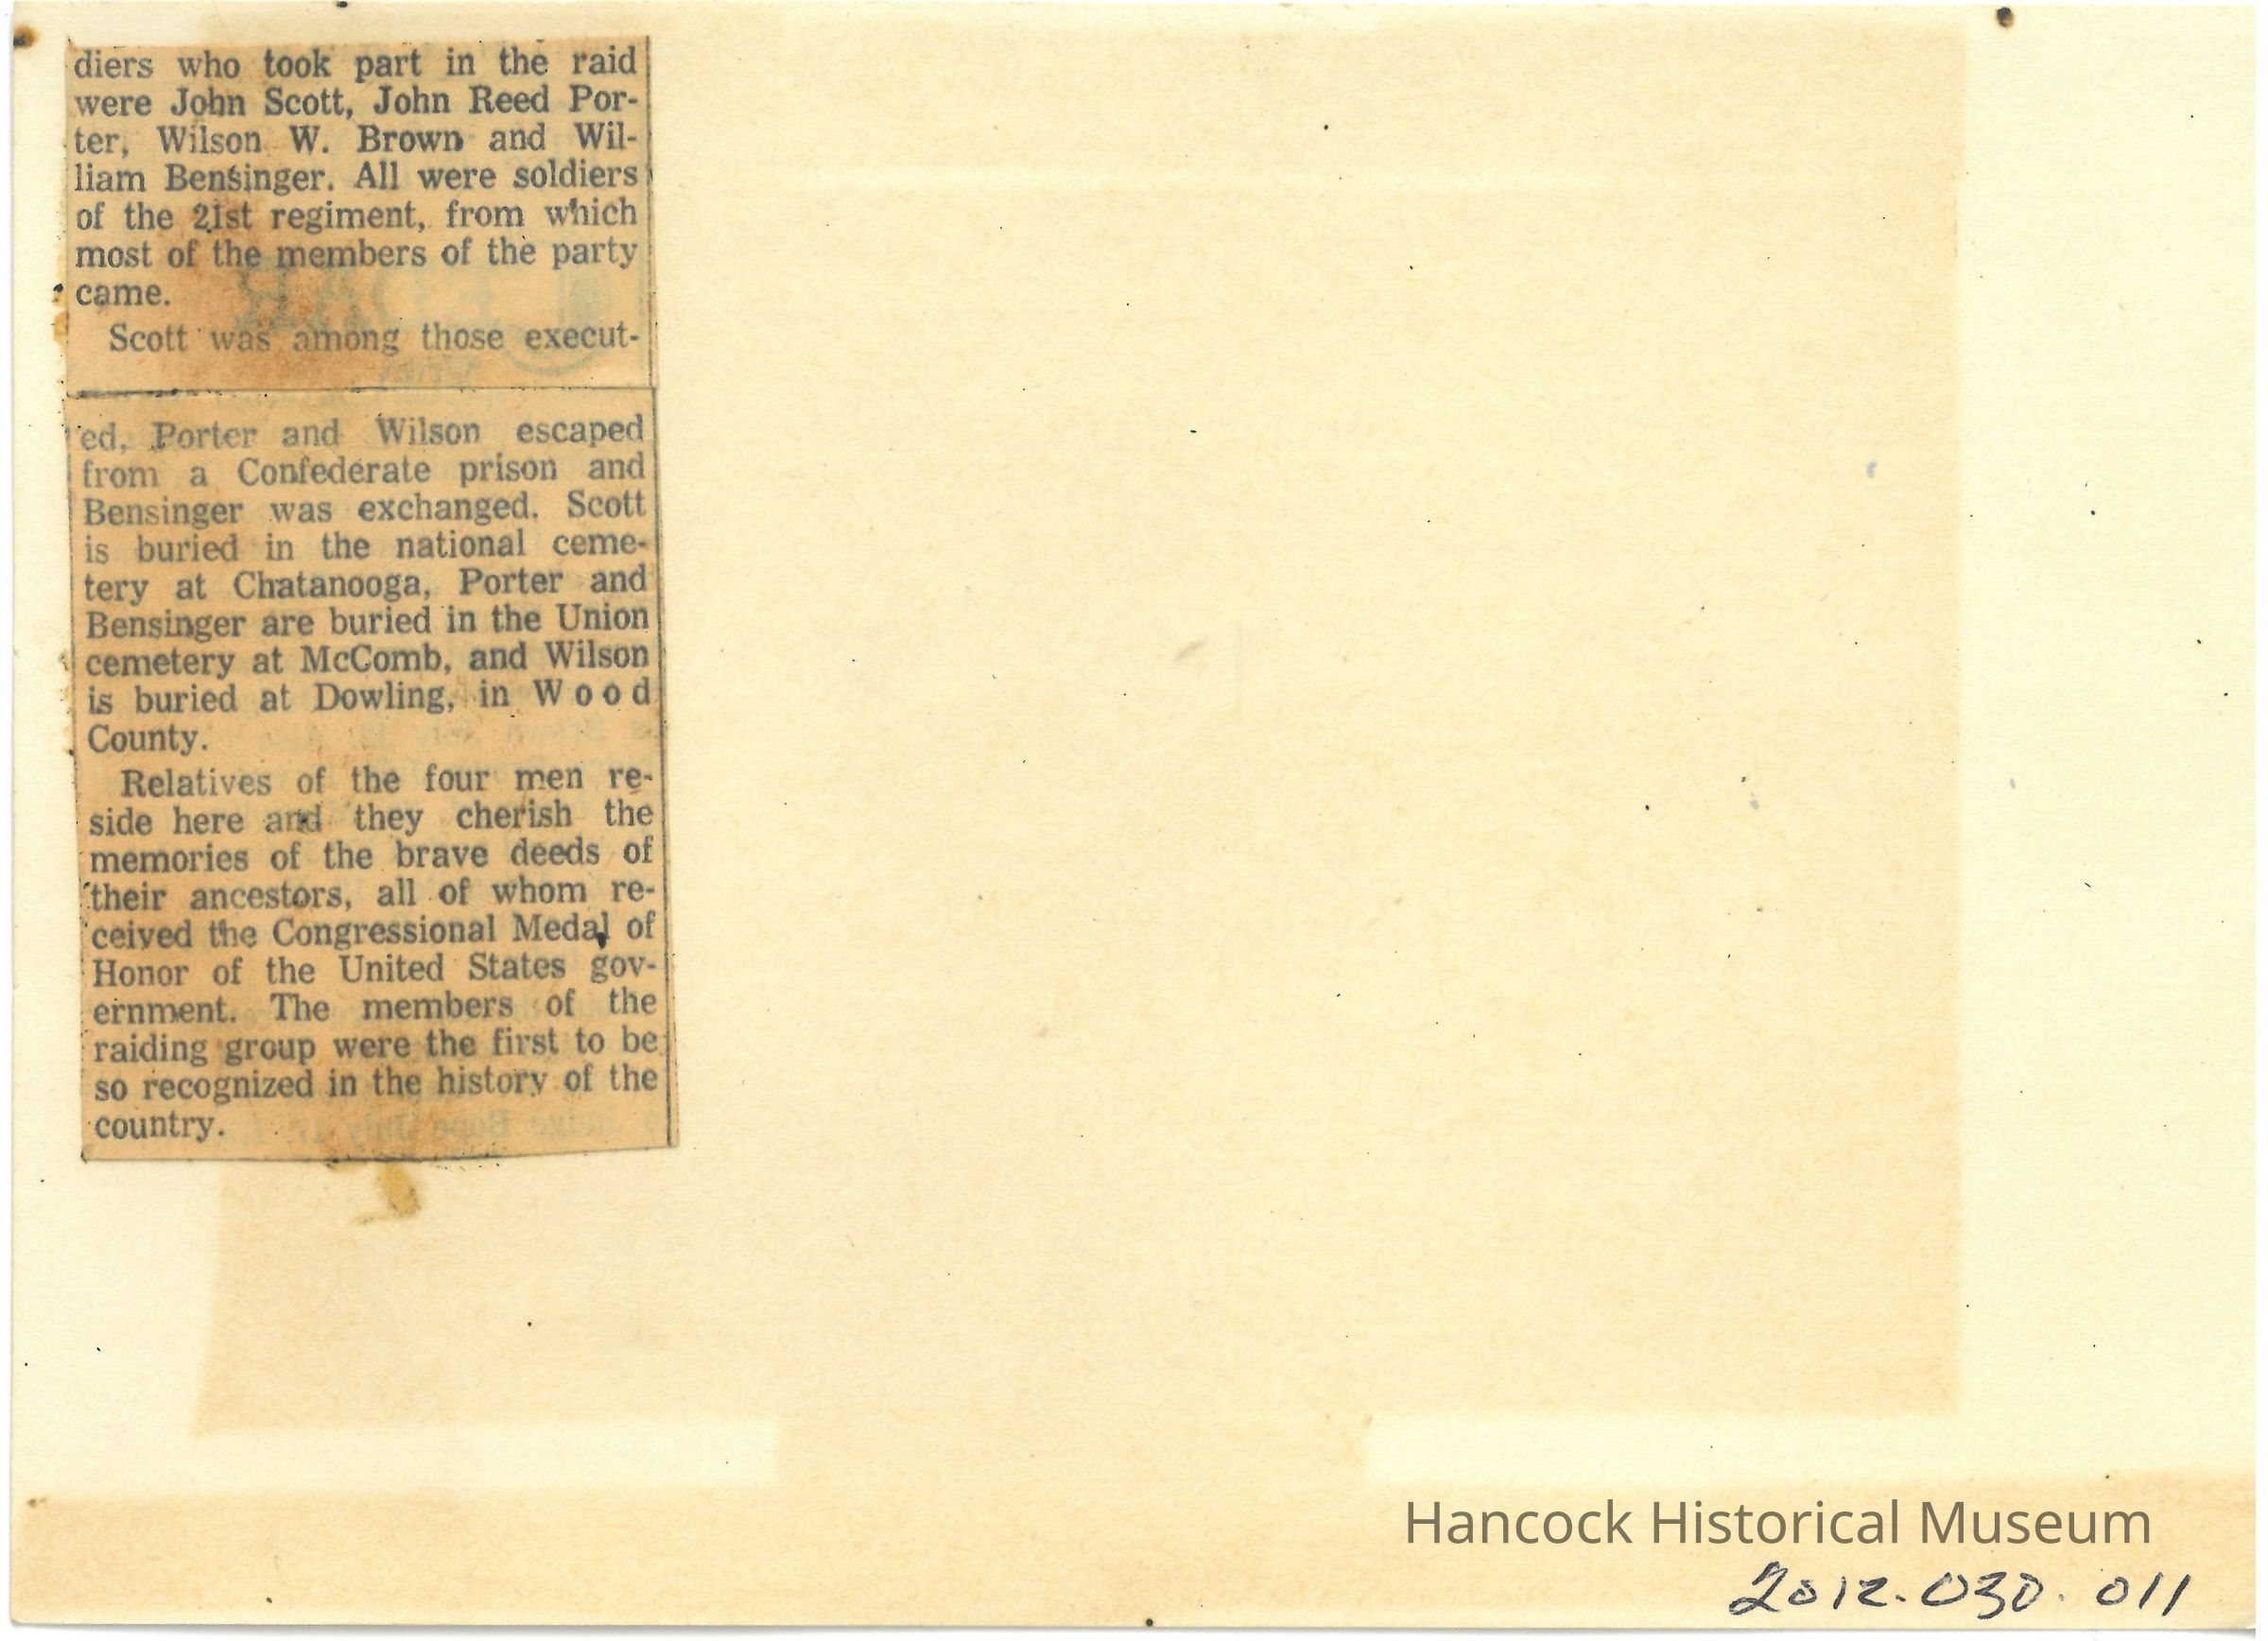 diers who took part in the raid
were John Scott, John Reed Por-
ter, Wilson W. Brown and Wil-
liam Bensinger. All were soldiers
of the 21st regiment, from which
most of the members of the party
came.
Scott was among those execut-
ed, Porter and Wilson escaped
from a Confederate prison and
Bensinger was exchanged. Scott
is buried in the national ceme-
tery at Chatanooga, Porter and
Bensinger are buried in the Union
cemetery at McComb, and Wilson
is buried at Dowling, in Wood
County.
Relatives of the four men re-
side here and they cherish the
memories of the brave deeds of
their ancestors, all of whom re-
ceived the Congressional Medal of
Honor of the United States gov-
ernment. The members of the
raiding group were the first to be
so recognized in the history of the
country.
Hancock Historical Museum
2012.030.011